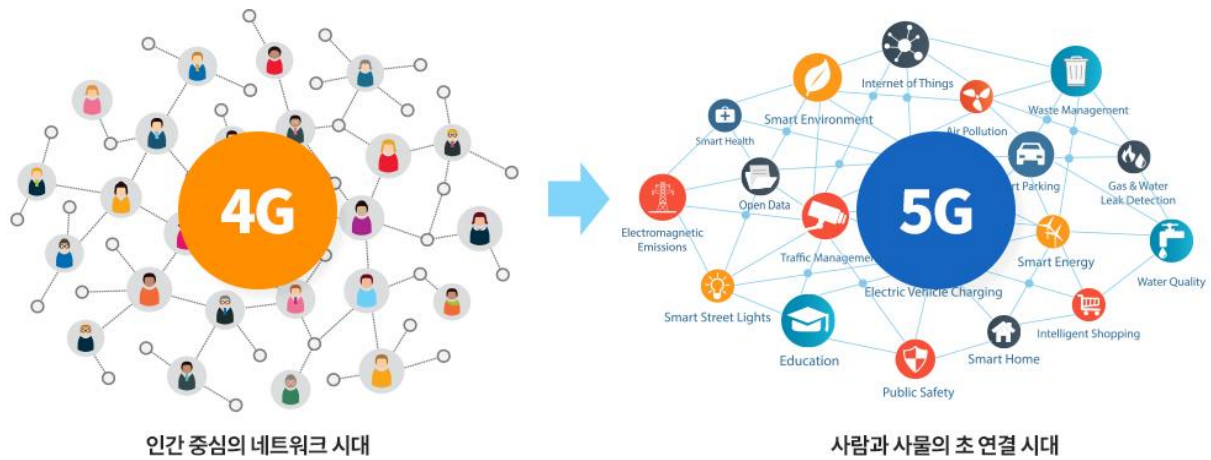 4G
인간 중심의 네트워크 시대
5G
Internet of Things
Smart Environment
Waste Management
Air Pollution
Smart Health
rt Parking
Gas & Water
Leak Detection
Open Data
Electromagnetic
Emissions
Traffic Managemen
Smart Energy
Water Quality
Electric Vehicle Charging
Smart Street Lights
Intelligent Shopping
Education
Smart Home
Public Safety
사람과 사물의 초 연결 시대